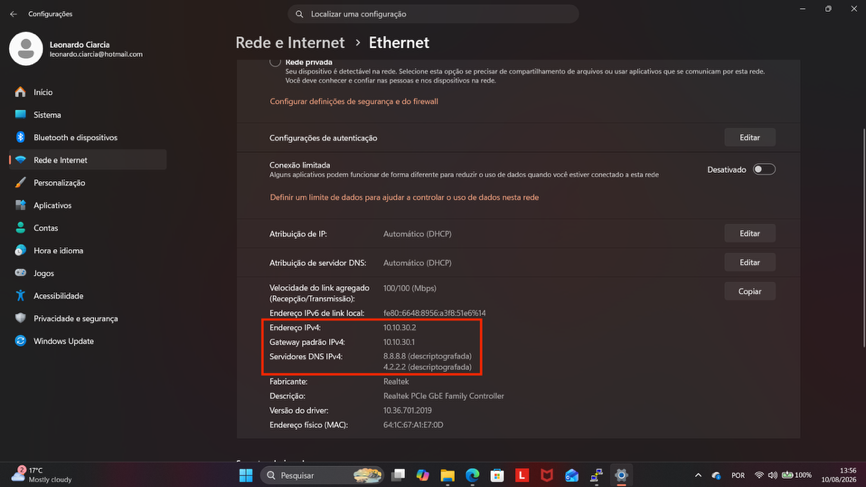 Configurações
Localizar uma configuração
Leonardo Ciarcia
leonardo.ciarcia@hotmail.com
Início
Sistema
Bluetooth e dispositivos
Rede e Internet
Personalização
Aplicativos
Contas
Hora e idioma
Jogos
Acessibilidade
Privacidade e segurança
Windows Update
Rede e Internet > Ethernet
Rede privada
Seu dispositivo é detectável na rede. Selecione esta opção se precisar de compartilhamento de arquivos ou usar aplicativos que se comunicam por esta rede.
Você deve conhecer e confiar nas pessoas e nos dispositivos na rede.
Configurar definições de segurança e do firewall
Configurações de autenticação Editar
Conexão limitada
Alguns aplicativos podem funcionar de forma diferente para reduzir o uso de dados quando você estiver conectado a esta rede
Desativado
Definir um limite de dados para ajudar a controlar o uso de dados nesta rede
Atribuição de IP: Automático (DHCP) Editar
Atribuição de servidor DNS: Automático (DHCP) Editar
Velocidade do link agregado 100/100 (Mbps) Copiar
(Recepção/Transmissão):
Endereço IPv6 de link local: fe80::6648:8956:a3f8:51e6%14
Endereço IPv4: 10.10.30.2
Gateway padrão IPv4: 10.10.30.1
Servidores DNS IPv4: 8.8.8.8 (descriptografada)
4.2.2.2 (descriptografada)
Fabricante: Realtek
Descrição: Realtek PCIe GbE Family Controller
Versão do driver: 10.36.701.2019
Endereço físico (MAC): 64:1C:67:A1:E7:0D
2
17°C
Mostly cloudy
Pesquisar
L
POR
100%
13:56
10/08/2026